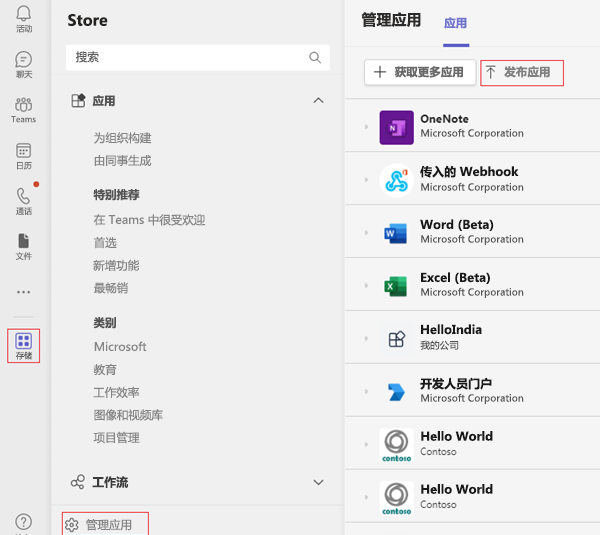 活动
聊天
Teams
日历
通话
文件
存储
Store
搜索
应用
为组织构建
由同事生成
特别推荐
在 Teams 中很受欢迎
首选
新增功能
最畅销
类别
Microsoft
教育
工作效率
图像和视频库
项目管理
工作流
管理应用
管理应用 应用
获取更多应用 发布应用
OneNote
Microsoft Corporation
传入的 Webhook
Microsoft Corporation
Word (Beta)
Microsoft Corporation
Excel (Beta)
Microsoft Corporation
HelloIndia
我的公司
开发人员门户
Microsoft Corporation
contoso
Hello World
Contoso
contoso
Hello World
Contoso